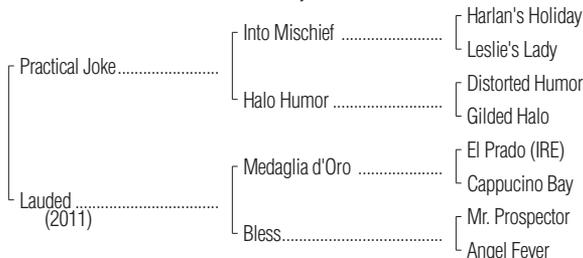 Harlan's Holiday
Into Mischief ....................
Leslie's Lady
Practical Joke....................
Distorted Humor
Halo Humor ......................
Gilded Halo
El Prado (IRE)
Medaglia d'Oro .................
Cappucino Bay
Lauded .............................
(2011)
Mr. Prospector
Bless................................
Angel Fever